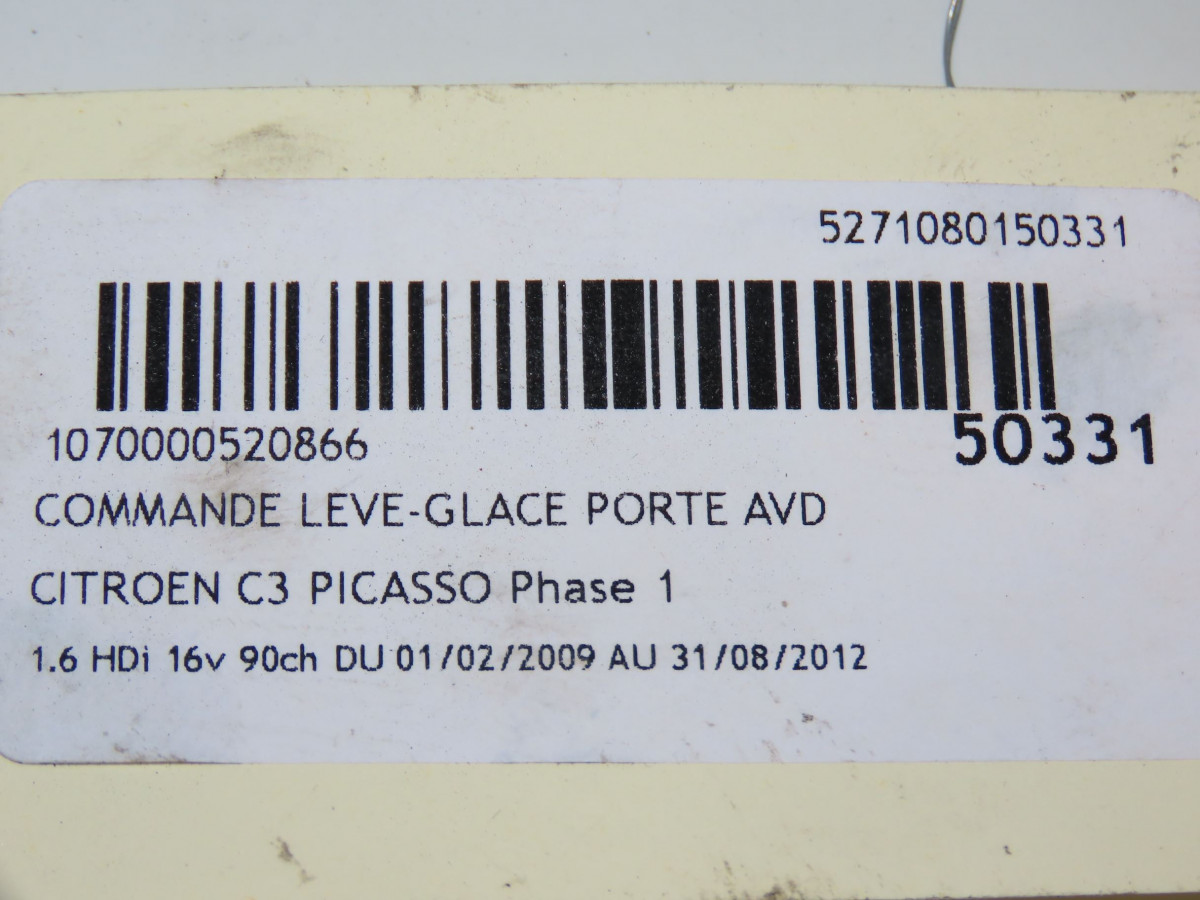 5271080150331
1070000520866
50331
COMMANDE LEVE-GLACE PORTE AVD
CITROEN C3 PICASSO Phase 1
1.6 HDi 16v 90ch DU 01/02/2009 AU 31/08/2012